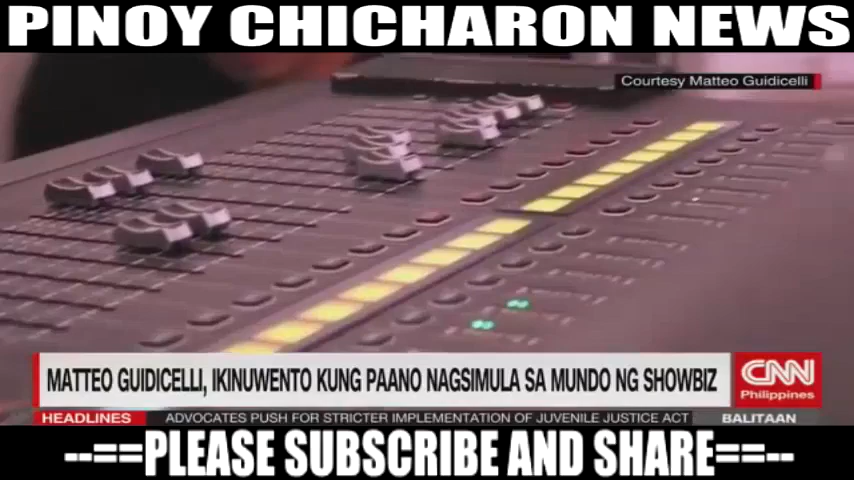 PINOY CHICHARON NEWS
Courtesy Matteo Guidicelli
MATTEO GUIDICELLI, IKINUWENTO KUNG PAANO NAGSIMULA SA MUNDO NG SHOWBIZ
CNN
Philippines
HEADLINES ADVOCATES PUSH FOR STRICTER IMPLEMENTATION OF JUVENILE JUSTICE ACT BALITAAN
--==PLEASE SUBSCRIBE AND SHARE==--